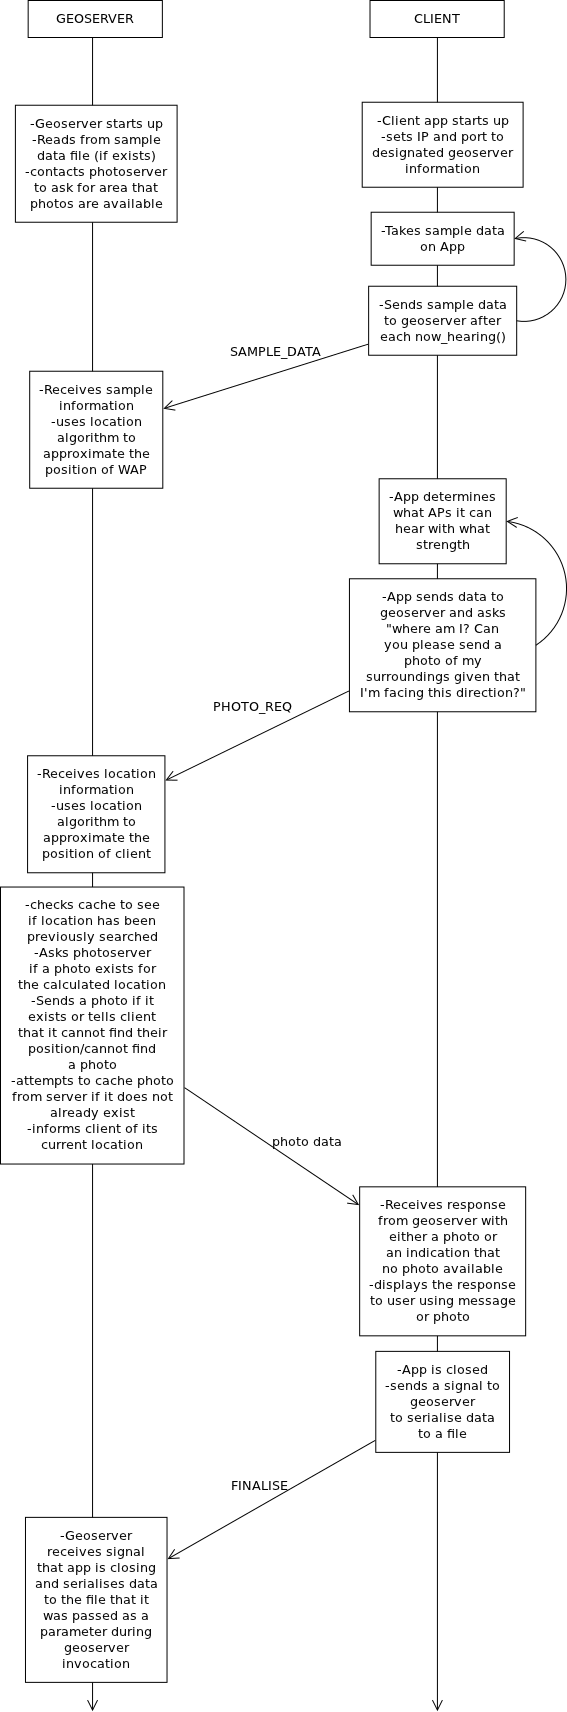 GEOSERVER
CLIENT
-Geoserver starts up
-Reads from sample
data file (if exists)
-contacts photoserver
to ask for area that
photos are available
-Client app starts up
-sets IP and port to
designated geoserver
information
-Takes sample data
on App
-Sends sample data
to geoserver after
each now_hearing()
SAMPLE_DATA
-Receives sample
information
-uses location
algorithm to
approximate the
position of WAP
-App determines
what APs it can
hear with what
strength
-App sends data to
geoserver and asks
"where am I? Can
you please send a
photo of my
surroundings given that
I'm facing this direction?"
PHOTO_REQ
-Receives location
information
-uses location
algorithm to
approximate the
position of client
-checks cache to see
if location has been
previously searched
-Asks photoserver
if a photo exists for
the calculated location
-Sends a photo if it
exists or tells client
that it cannot find their
position/cannot find
a photo
-attempts to cache photo
from server if it does not
already exist
-informs client of its
current location
photo data
-Receives response
from geoserver with
either a photo or
an indication that
no photo available
-displays the response
to user using message
or photo
-App is closed
-sends a signal to
geoserver
to serialise data
to a file
FINALISE
-Geoserver
receives signal
that app is closing
and serialises data
to the file that it
was passed as a
parameter during
geoserver
invocation